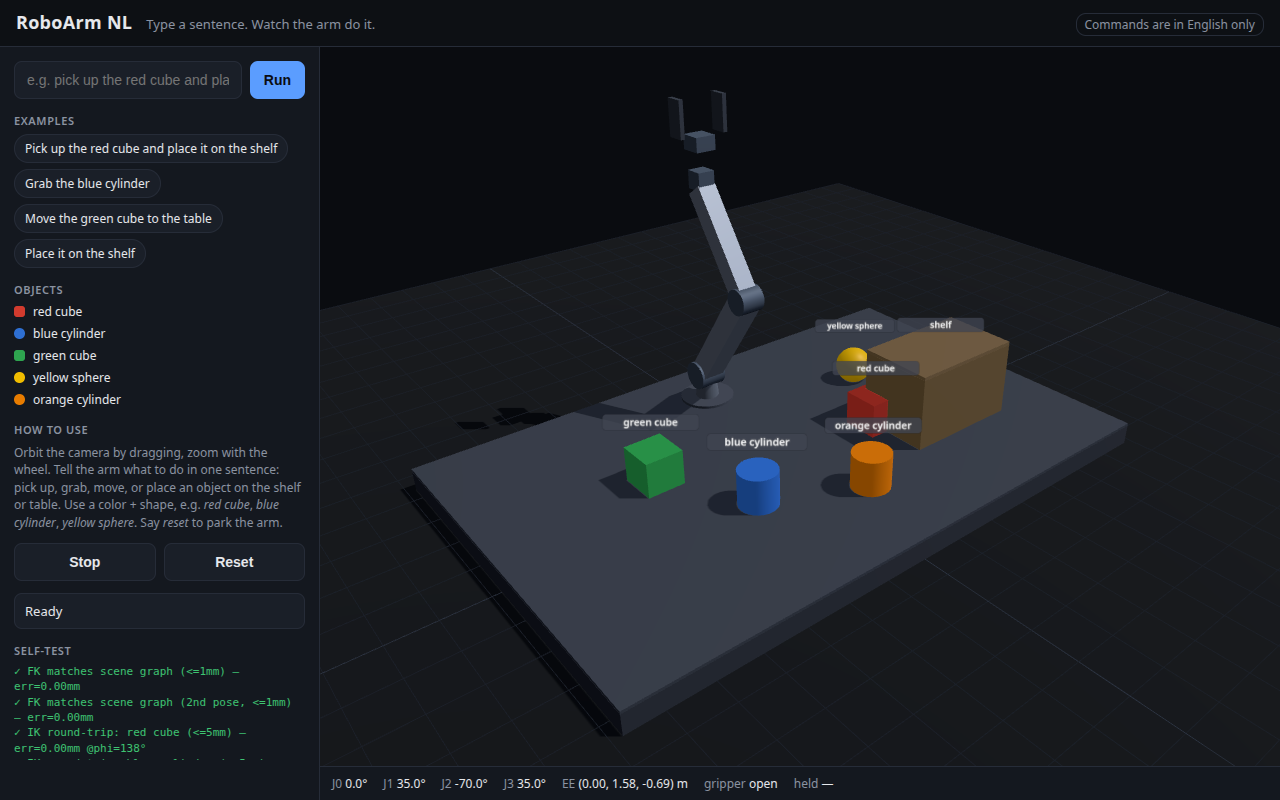 RoboArm NL
Type a sentence. Watch the arm do it.
Commands are in English only
e.g. pick up the red cube and pla
Run
EXAMPLES
Pick up the red cube and place it on the shelf
Grab the blue cylinder
Move the green cube to the table
Place it on the shelf
OBJECTS
red cube
blue cylinder
green cube
yellow sphere
orange cylinder
HOW TO USE
Orbit the camera by dragging, zoom with the
wheel. Tell the arm what to do in one sentence:
pick up, grab, move, or place an object on the shelf
or table. Use a color + shape, e.g. red cube, blue
cylinder, yellow sphere. Say reset to park the arm.
Stop
Reset
Ready
SELF-TEST
✓ FK matches scene graph (<=1mm) —
err=0.00mm
✓ FK matches scene graph (2nd pose, <=1mm)
— err=0.00mm
✓ IK round-trip: red cube (<=5mm) —
err=0.00mm @phi=138°
yellow sphere
shelf
red cube
green cube
orange cylinder
blue cylinder
J0 0.0° J1 35.0° J2 -70.0° J3 35.0° EE (0.00, 1.58, -0.69) m gripper open held —